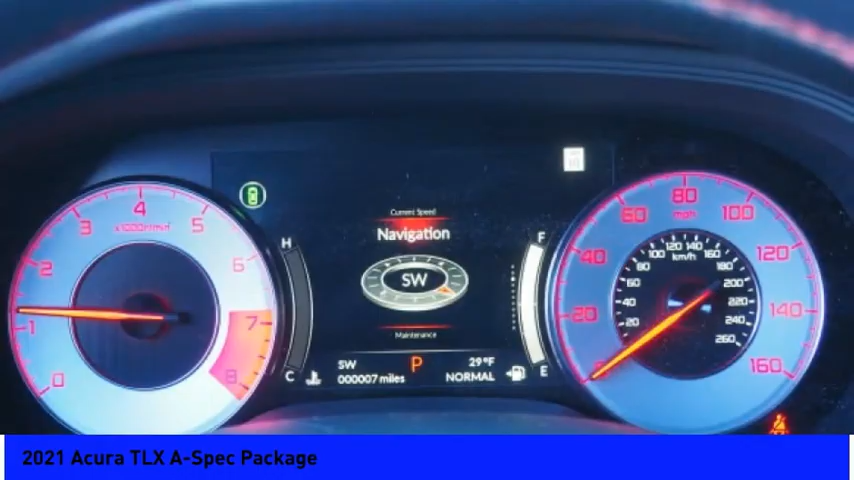 0 1 2 3 4 5 6 7 8
x1000r/min
H
C
Current Speed
Navigation
SW
Maintenance
SW P 29°F
000007 miles NORMAL
F
E
20 40 60 80 100 120 140 160
mph
20 40 60 80 100 120 140 160 180 200 220 240 260
km/h
2021 Acura TLX A-Spec Package